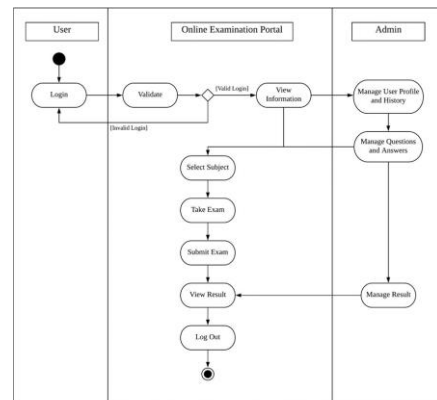 User
Online Examination Portal
Admin
Login
Validate
[Valid Login]
View
Information
Manage User Profile
and History
[Invalid Login]
Manage Questions
and Answers
Select Subject
Take Exam
Submit Exam
View Result
Manage Result
Log Out